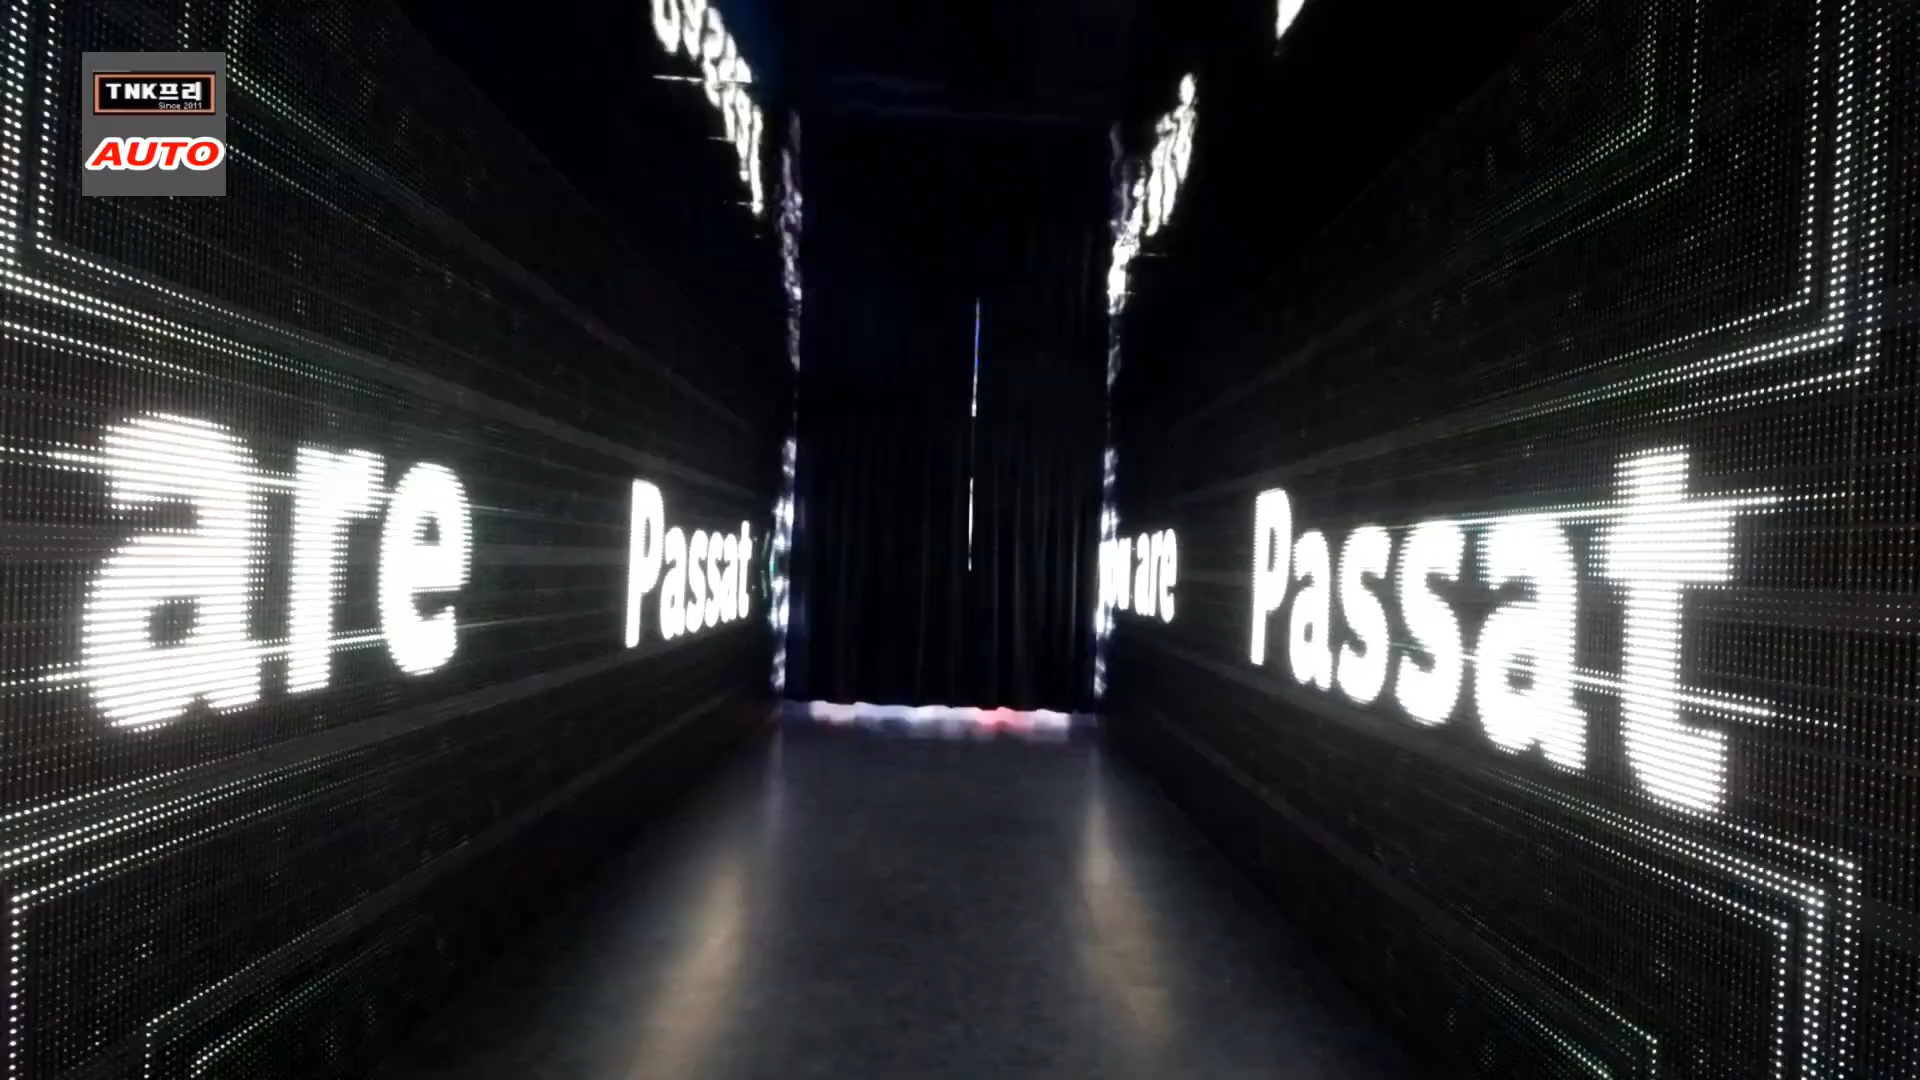 TNK프리
Since 2011
AUTO
are
Passat
you are
Passat